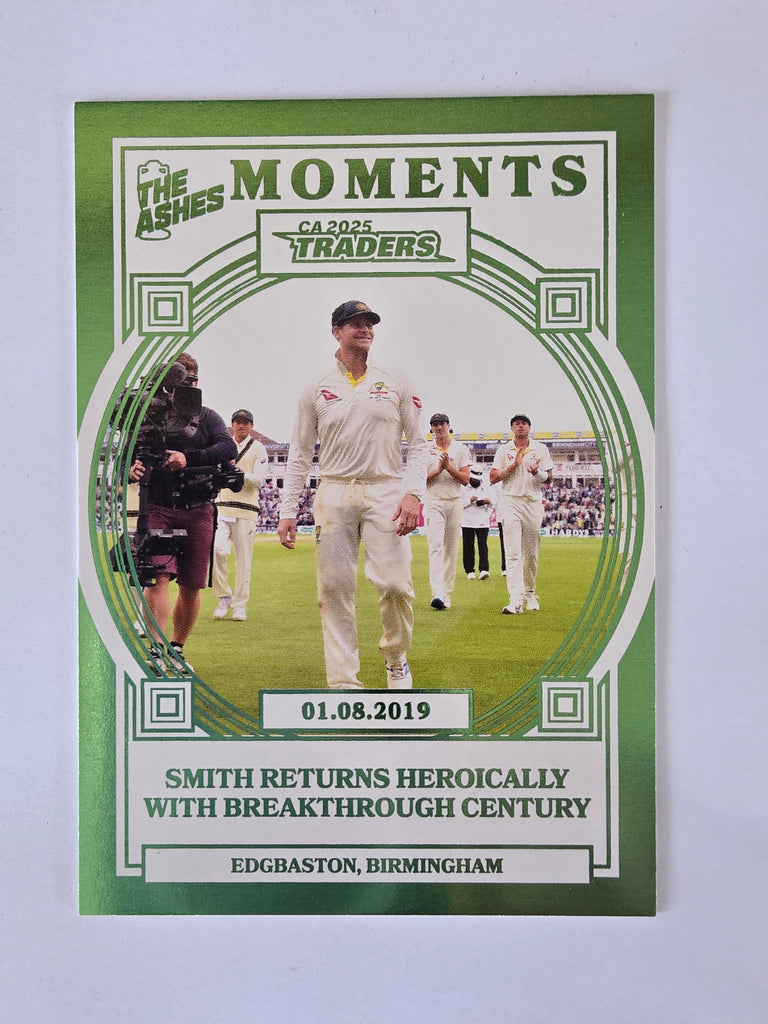 THE ASHES MOMENTS
CA 2025
TRADERS
01.08.2019
SMITH RETURNS HEROICALLY
WITH BREAKTHROUGH CENTURY
EDGBASTON, BIRMINGHAM